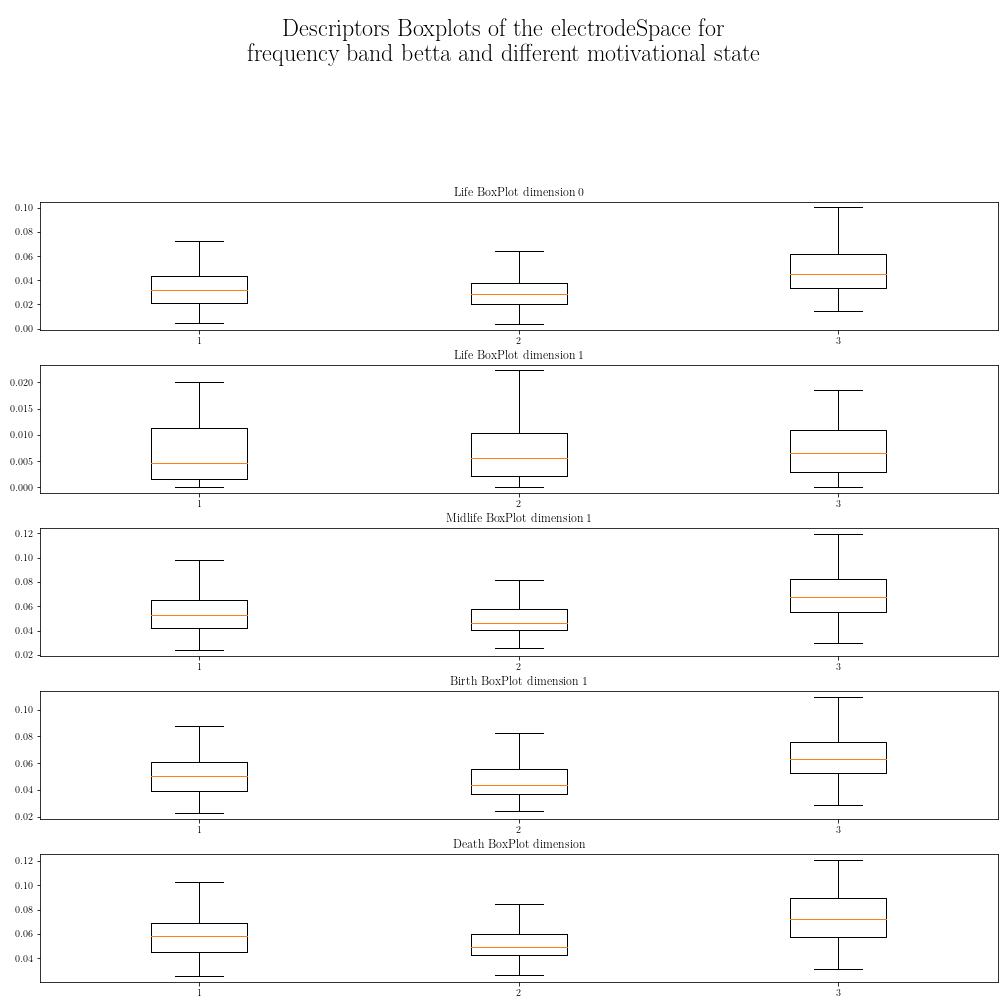 Descriptors Boxplots of the electrodeSpace for
frequency band betta and different motivational state
Life BoxPlot dimension 0
0.10
0.08
0.06
0.04
0.02
0.00
1 2 3
Life BoxPlot dimension 1
0.020
0.015
0.010
0.005
0.000
1 2 3
Midlife BoxPlot dimension 1
0.12
0.10
0.08
0.06
0.04
0.02
1 2 3
Birth BoxPlot dimension 1
0.10
0.08
0.06
0.04
0.02
1 2 3
Death BoxPlot dimension
0.12
0.10
0.08
0.06
0.04
1 2 3